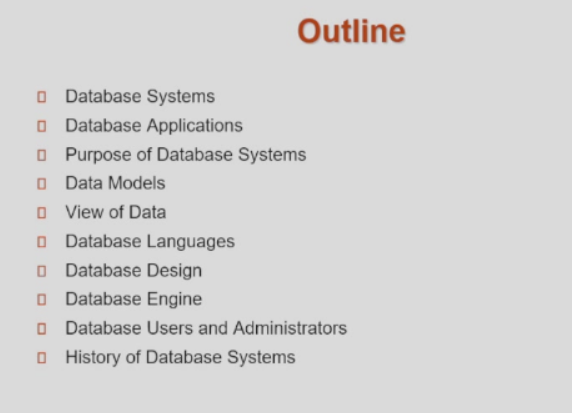 Outline
Database Systems
Database Applications
Purpose of Database Systems
Data Models
View of Data
Database Languages
Database Design
Database Engine
Database Users and Administrators
History of Database Systems